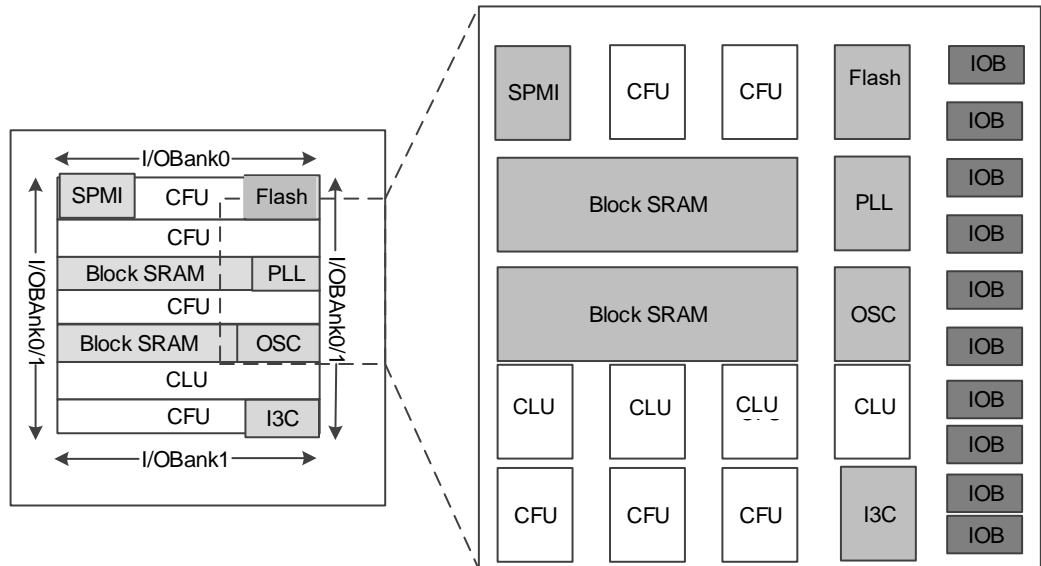 I/OBank0
SPMI
CFU
Flash
CFU
Block SRAM
PLL
CFU
Block SRAM
OSC
CLU
CFU
I3C
I/OBAnk0/1
I/OBAnk0/1
I/OBank1
SPMI
CFU
CFU
Flash
IOB
IOB
Block SRAM
PLL
IOB
IOB
Block SRAM
OSC
IOB
IOB
CLU
CLU
CLU
CLU
IOB
IOB
CFU
CFU
CFU
I3C
IOB
IOB